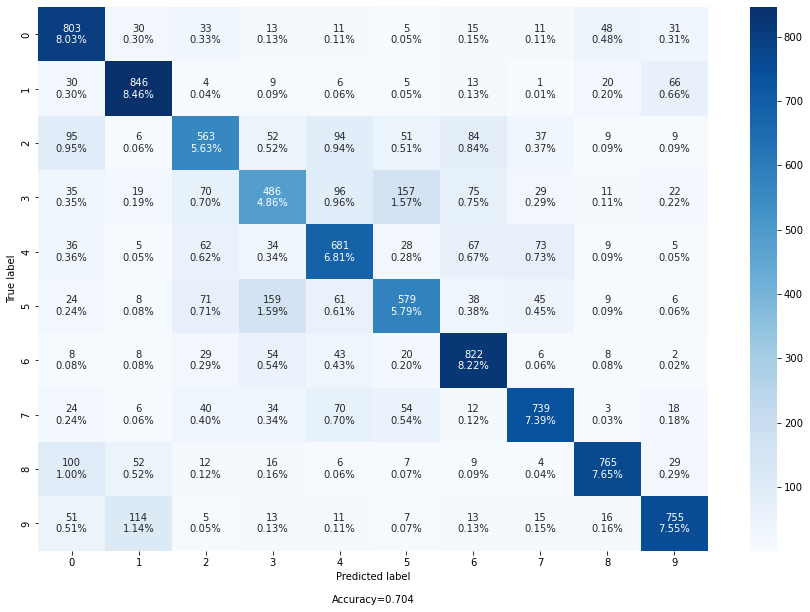 803 30 33 13 11 5 15 11 48 31
0 8.03% 0.30% 0.33% 0.13% 0.11% 0.05% 0.15% 0.11% 0.48% 0.31%
30 846 4 9 6 5 13 1 20 66
1 0.30% 8.46% 0.04% 0.09% 0.06% 0.05% 0.13% 0.01% 0.20% 0.66%
95 6 563 52 94 51 84 37 9 9
2 0.95% 0.06% 5.63% 0.52% 0.94% 0.51% 0.84% 0.37% 0.09% 0.09%
35 19 70 486 96 157 75 29 11 22
3 0.35% 0.19% 0.70% 4.86% 0.96% 1.57% 0.75% 0.29% 0.11% 0.22%
36 5 62 34 681 28 67 73 9 5
4 0.36% 0.05% 0.62% 0.34% 6.81% 0.28% 0.67% 0.73% 0.09% 0.05%
True label
24 8 71 159 61 579 38 45 9 6
5 0.24% 0.08% 0.71% 1.59% 0.61% 5.79% 0.38% 0.45% 0.09% 0.06%
8 8 29 54 43 20 822 6 8 2
6 0.08% 0.08% 0.29% 0.54% 0.43% 0.20% 8.22% 0.06% 0.08% 0.02%
24 6 40 34 70 54 12 739 3 18
7 0.24% 0.06% 0.40% 0.34% 0.70% 0.54% 0.12% 7.39% 0.03% 0.18%
100 52 12 16 6 7 9 4 765 29
8 1.00% 0.52% 0.12% 0.16% 0.06% 0.07% 0.09% 0.04% 7.65% 0.29%
51 114 5 13 11 7 13 15 16 755
9 0.51% 1.14% 0.05% 0.13% 0.11% 0.07% 0.13% 0.15% 0.16% 7.55%
0 1 2 3 4 5 6 7 8 9
Predicted label
Accuracy=0.704
800
700
600
500
400
300
200
100